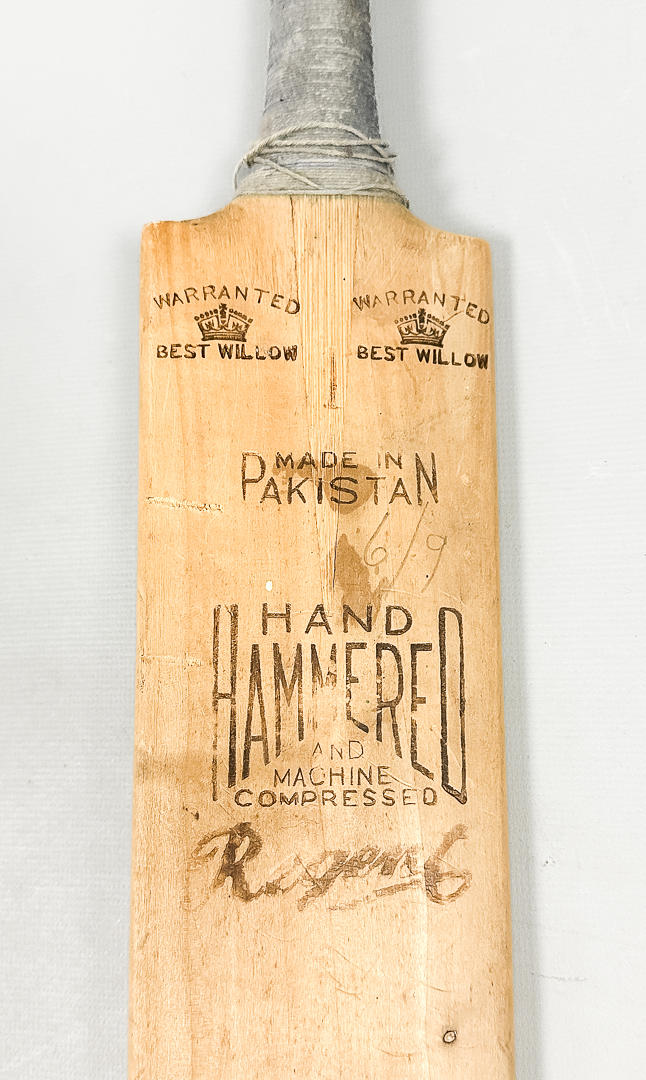 WARRANTED
BEST WILLOW
WARRANTED
BEST WILLOW
MADE IN
PAKISTAN
6/9
HAND
HAMMERED
AND
MACHINE
COMPRESSED